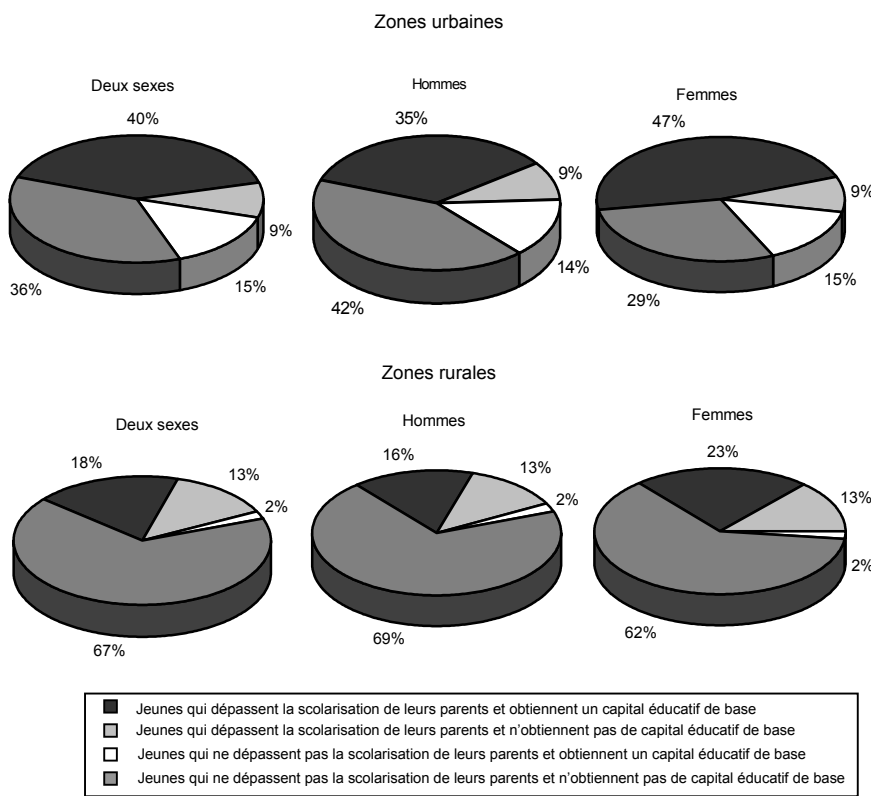 Zones urbaines
Deux sexes
Hommes
Femmes
40%
35%
47%
9%
9%
9%
36%
15%
42%
14%
29%
15%
Zones rurales
Deux sexes
Hommes
Femmes
18%
13%
2%
16%
13%
2%
23%
13%
2%
67%
69%
62%
Jeunes qui dépassent la scolarisation de leurs parents et obtiennent un capital éducatif de base
Jeunes qui dépassent la scolarisation de leurs parents et n'obtiennent pas de capital éducatif de base
Jeunes qui ne dépassent pas la scolarisation de leurs parents et obtiennent un capital éducatif de base
Jeunes qui ne dépassent pas la scolarisation de leurs parents et n'obtiennent pas de capital éducatif de base